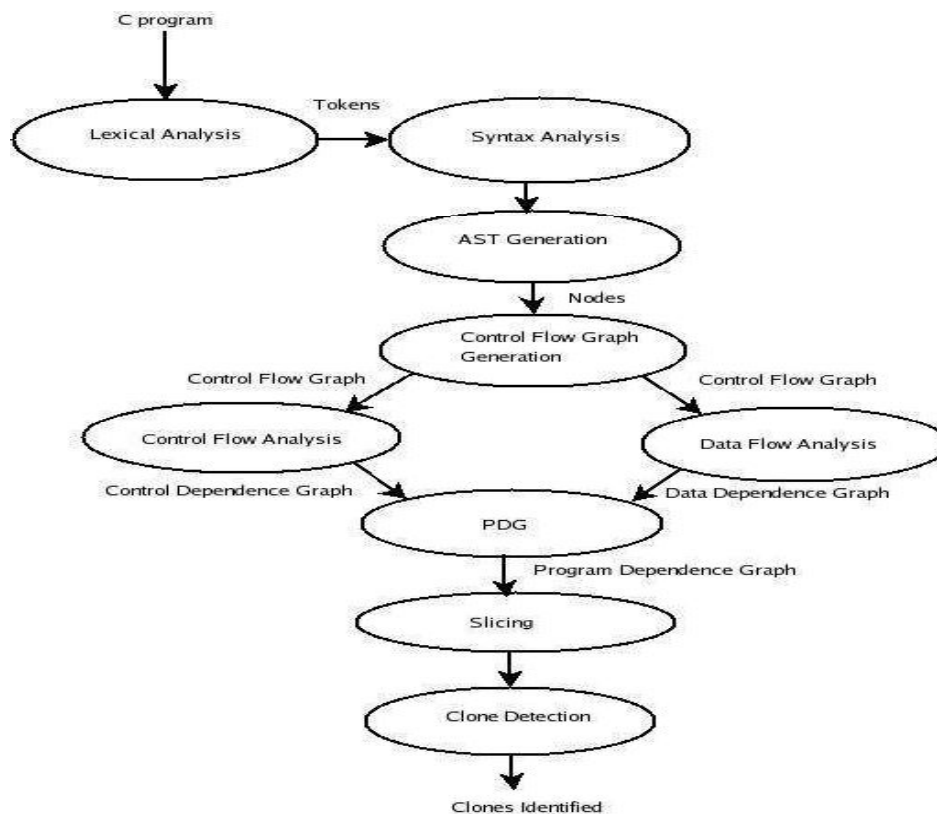 C program
Tokens
Lexical Analysis
Syntax Analysis
AST Generation
Nodes
Control Flow Graph
Generation
Control Flow Graph
Control Flow Graph
Control Flow Analysis
Data Flow Analysis
Control Dependence Graph
Data Dependence Graph
PDG
Program Dependence Graph
Slicing
Clone Detection
Clones Identified